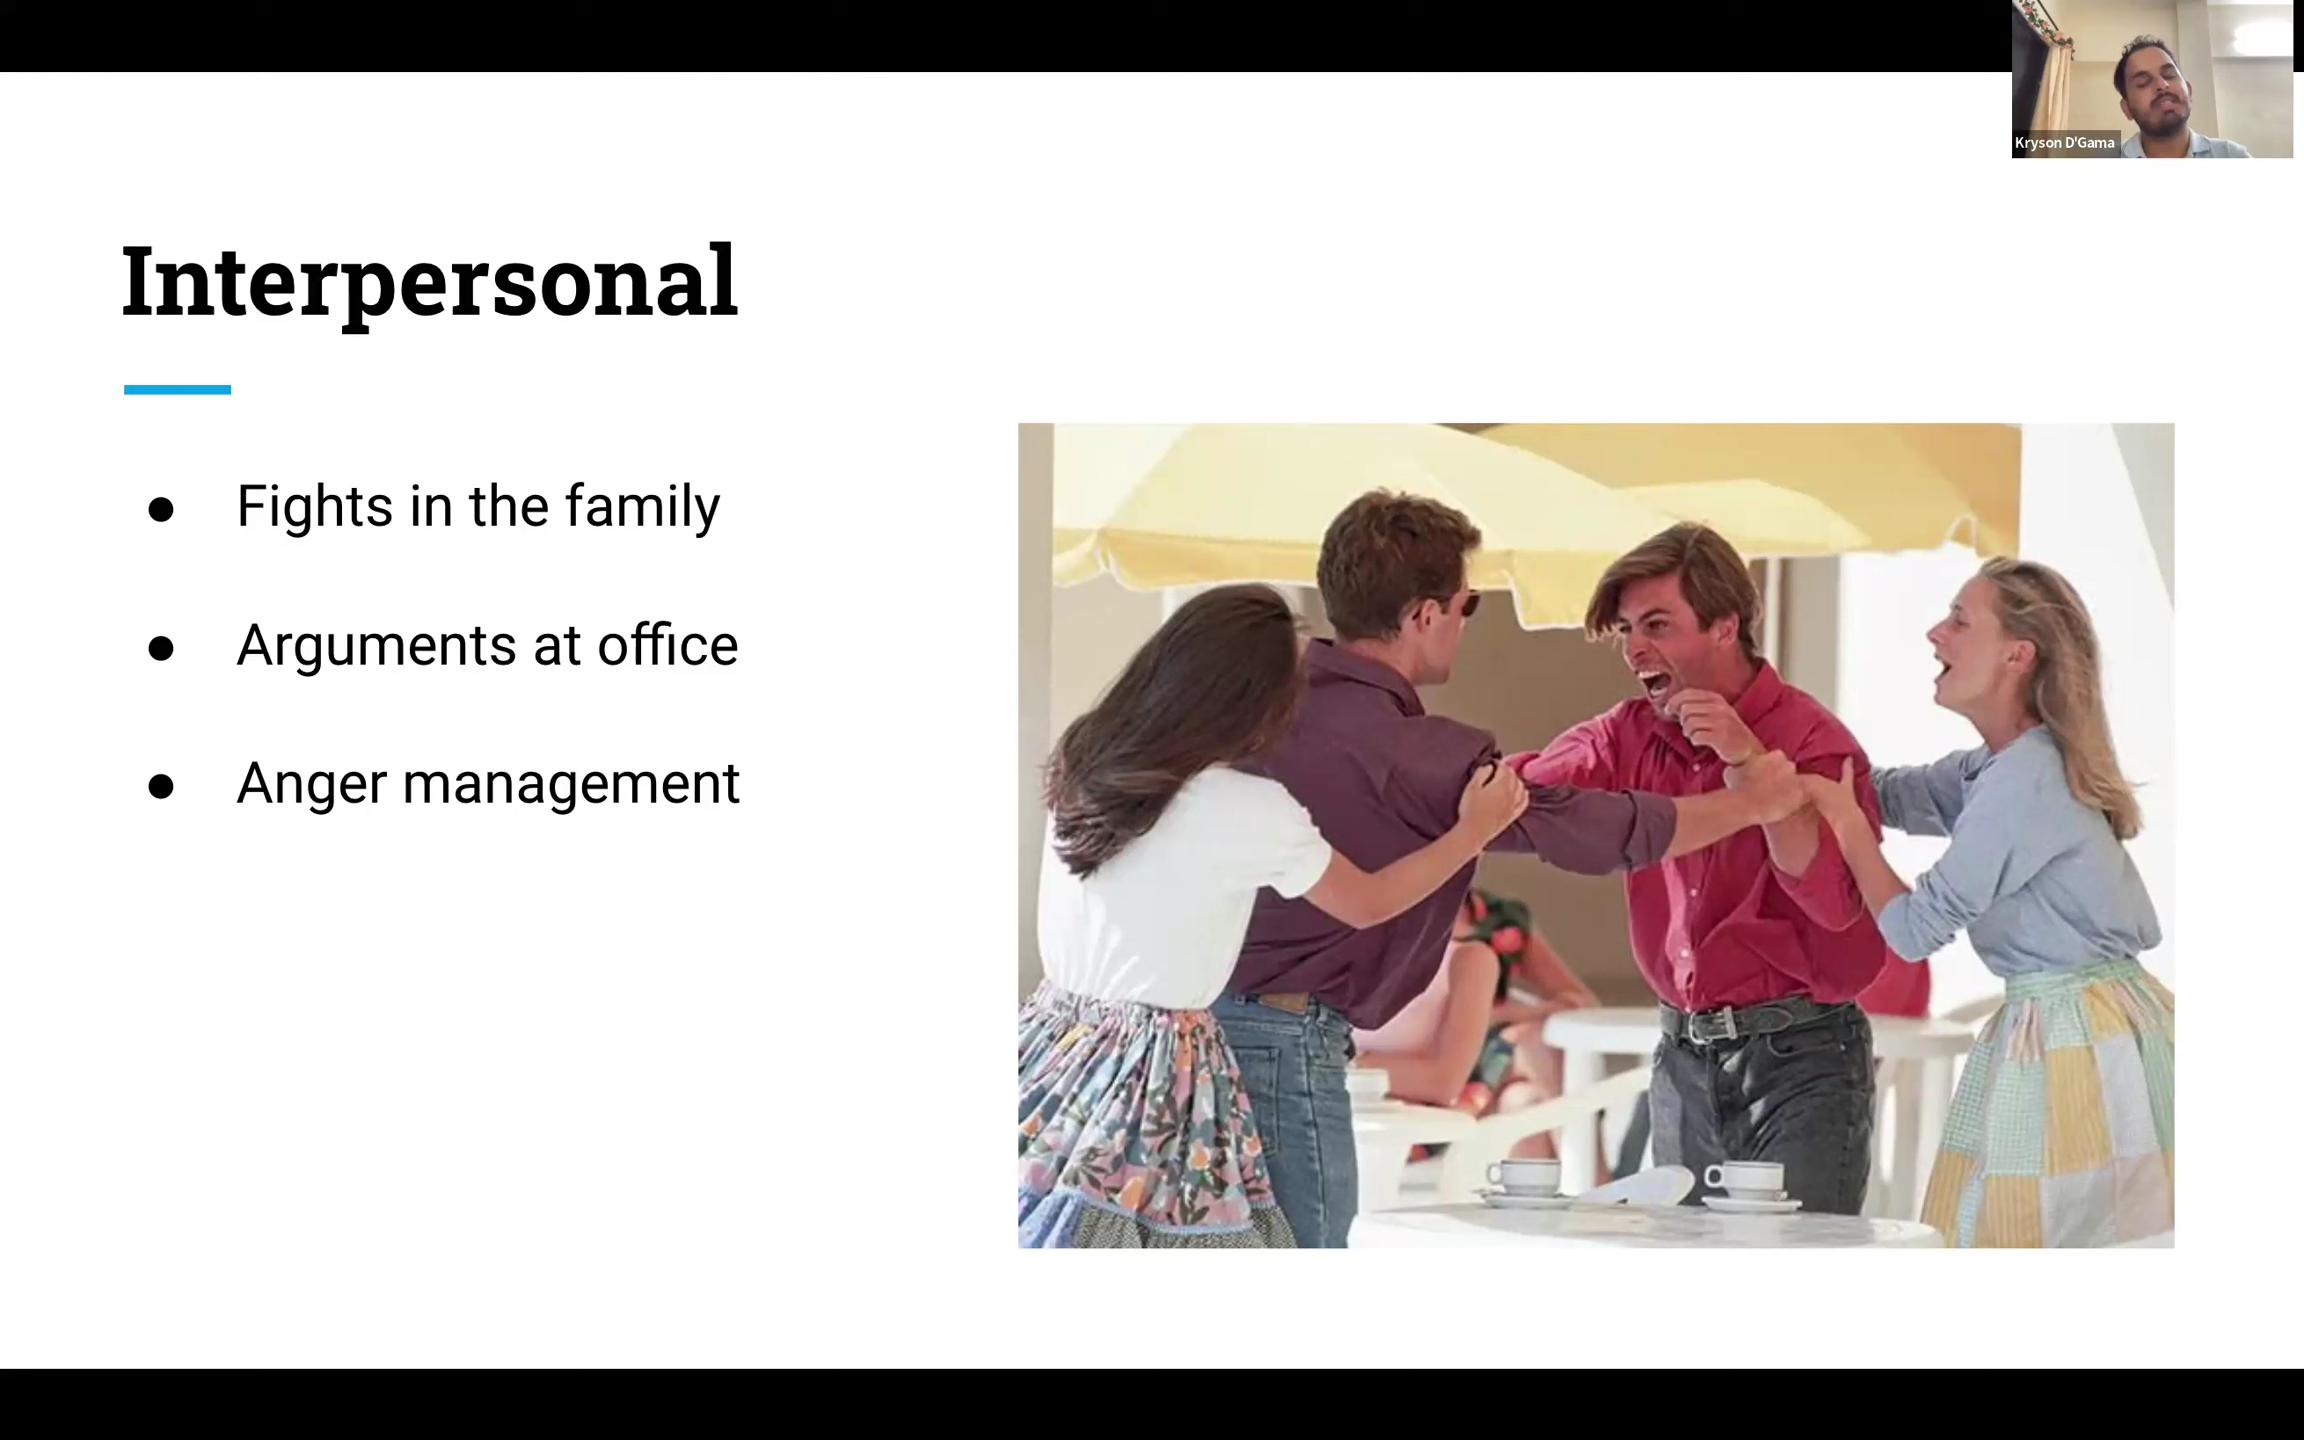 Kryson D'Gama
Interpersonal
● Fights in the family
● Arguments at office
● Anger management